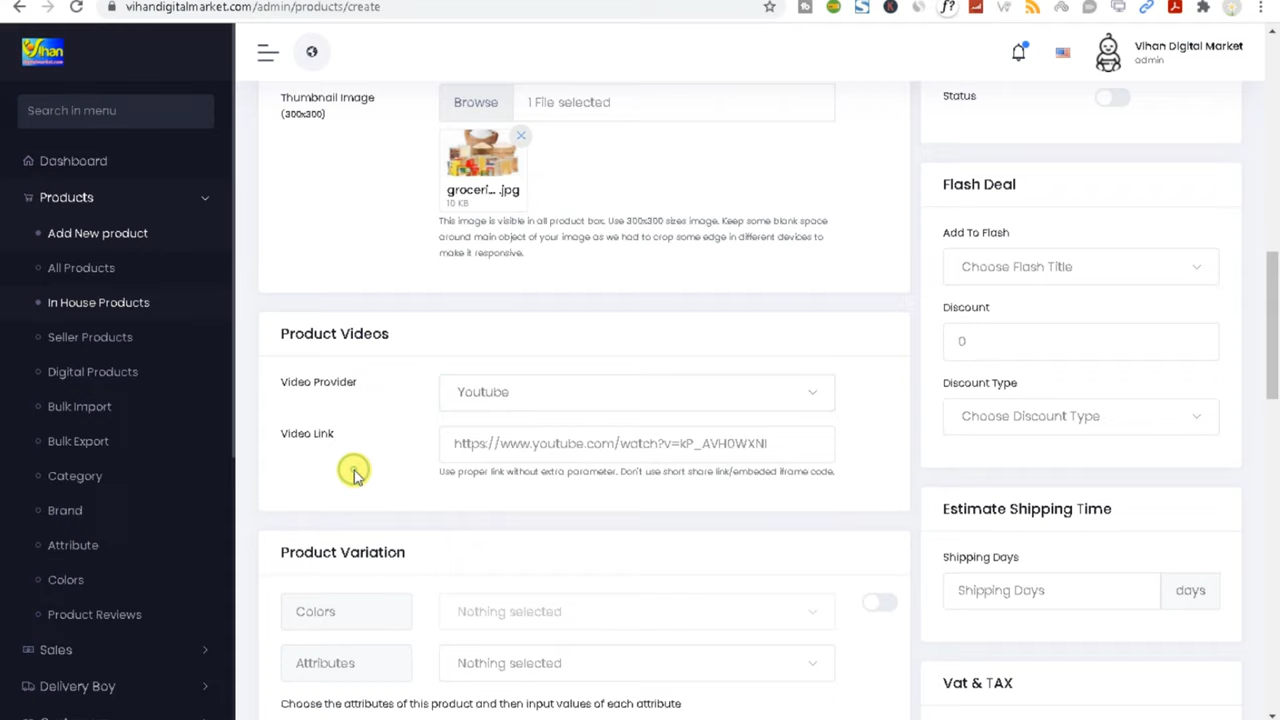 vihandigitalmarket.com/admin/products/create
Vihan
Search in menu
Dashboard
Products
Add New product
All Products
In House Products
Seller Products
Digital Products
Bulk Import
Bulk Export
Category
Brand
Attribute
Colors
Product Reviews
Sales
Delivery Boy
Vihan Digital Market
admin
Thumbnail Image
(300x300)
Browse
1 File selected
groceri... .jpg
10 KB
This image is visible in all product box. Use 300x300 sizes image. Keep some blank space
around main object of your image as we had to crop some edge in different devices to
make it responsive.
Product Videos
Video Provider
Youtube
Video Link
https://www.youtube.com/watch?v=kP_AVH0WXNI
Use proper link without extra parameter. Don't use short share link/embeded iframe code.
Product Variation
Colors
Nothing selected
Attributes
Nothing selected
Choose the attributes of this product and then input values of each attribute
Status
Flash Deal
Add To Flash
Choose Flash Title
Discount
0
Discount Type
Choose Discount Type
Estimate Shipping Time
Shipping Days
Shipping Days
days
Vat & TAX